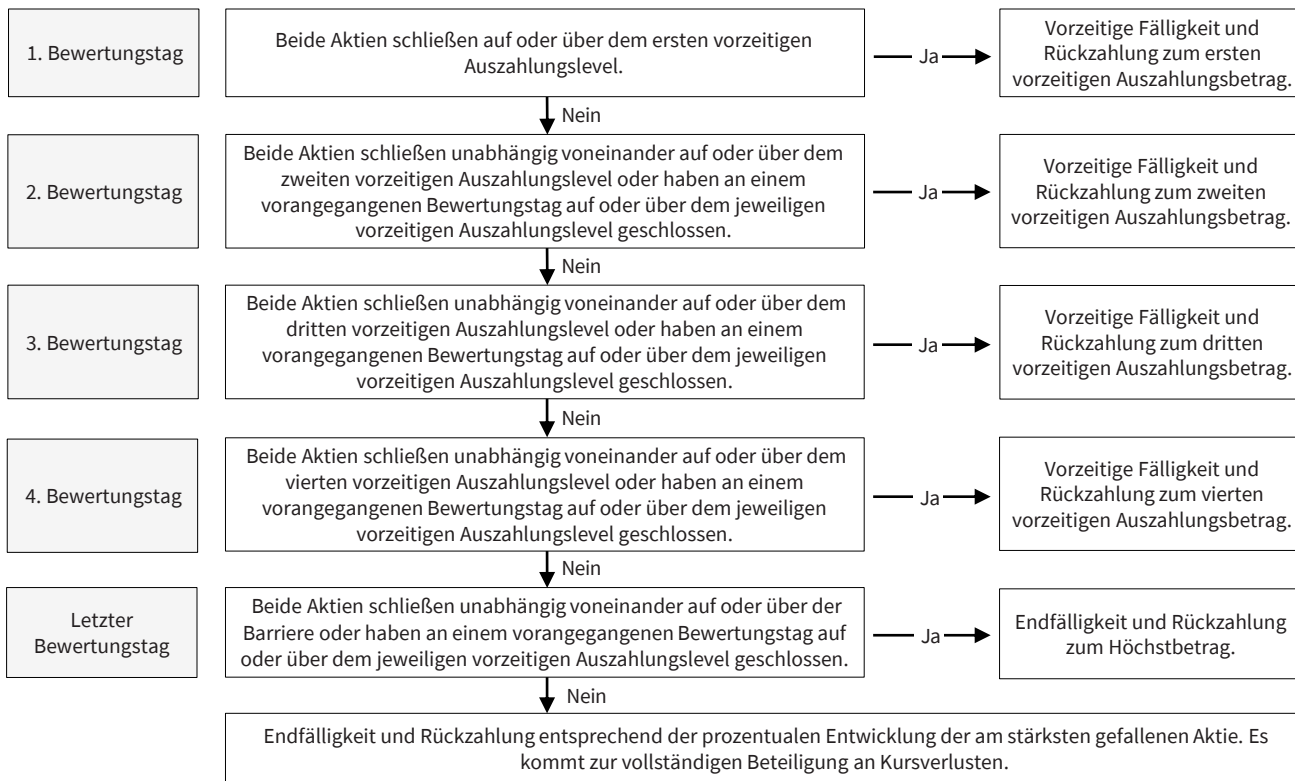 1. Bewertungstag
Beide Aktien schließen auf oder über dem ersten vorzeitigen
Auszahlungslevel.
Ja
Vorzeitige Fälligkeit und
Rückzahlung zum ersten
vorzeitigen Auszahlungsbetrag.
Nein
2. Bewertungstag
Beide Aktien schließen unabhängig voneinander auf oder über dem
zweiten vorzeitigen Auszahlungslevel oder haben an einem
vorangegangenen Bewertungstag auf oder über dem jeweiligen
vorzeitigen Auszahlungslevel geschlossen.
Ja
Vorzeitige Fälligkeit und
Rückzahlung zum zweiten
vorzeitigen Auszahlungsbetrag.
Nein
3. Bewertungstag
Beide Aktien schließen unabhängig voneinander auf oder über dem
dritten vorzeitigen Auszahlungslevel oder haben an einem
vorangegangenen Bewertungstag auf oder über dem jeweiligen
vorzeitigen Auszahlungslevel geschlossen.
Ja
Vorzeitige Fälligkeit und
Rückzahlung zum dritten
vorzeitigen Auszahlungsbetrag.
Nein
4. Bewertungstag
Beide Aktien schließen unabhängig voneinander auf oder über dem
vierten vorzeitigen Auszahlungslevel oder haben an einem
vorangegangenen Bewertungstag auf oder über dem jeweiligen
vorzeitigen Auszahlungslevel geschlossen.
Ja
Vorzeitige Fälligkeit und
Rückzahlung zum vierten
vorzeitigen Auszahlungsbetrag.
Nein
Letzter
Bewertungstag
Beide Aktien schließen unabhängig voneinander auf oder über der
Barriere oder haben an einem vorangegangenen Bewertungstag auf
oder über dem jeweiligen vorzeitigen Auszahlungslevel geschlossen.
Ja
Endfälligkeit und Rückzahlung
zum Höchstbetrag.
Nein
Endfälligkeit und Rückzahlung entsprechend der prozentualen Entwicklung der am stärksten gefallenen Aktie. Es
kommt zur vollständigen Beteiligung an Kursverlusten.